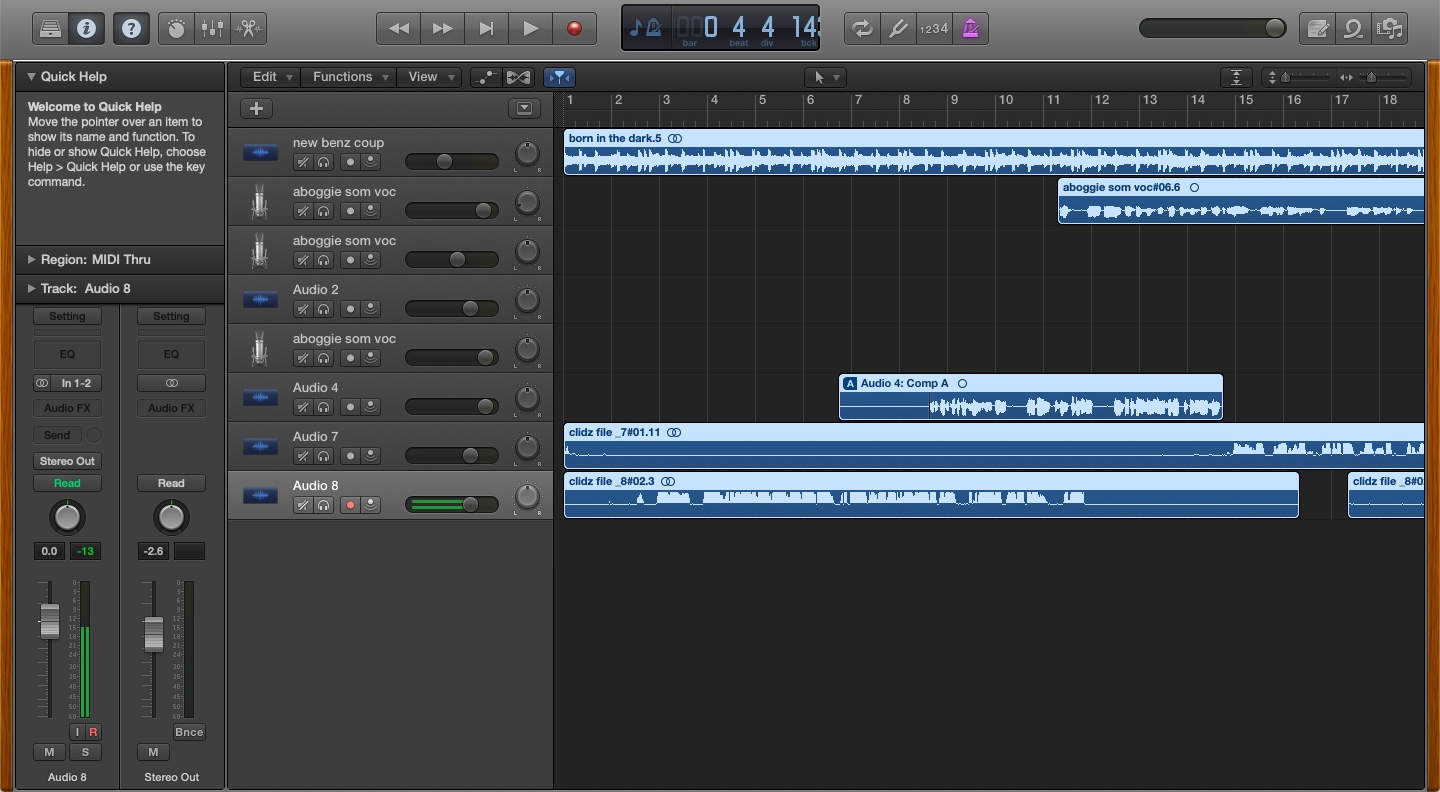 1234
0 4 4 14
bar beat div tick
Quick Help
Welcome to Quick Help
Move the pointer over an item to
show its name and function. To
hide or show Quick Help, choose
Help > Quick Help or use the key
command.
Region: MIDI Thru
Track: Audio 8
Setting Setting
EQ EQ
In 1-2
Audio FX Audio FX
Send
Stereo Out
Read Read
0.0 -13 -2.6
I R Bnce
M S M
Audio 8 Stereo Out
Edit Functions View
1 2 3 4 5 6 7 8 9 10 11 12 13 14 15 16 17 18
new benz coup
L R
born in the dark.5
aboggie som voc
L R
aboggie som voc#06.6
aboggie som voc
L R
Audio 2
L R
aboggie som voc
L R
Audio 4
L R
A Audio 4: Comp A
Audio 7
L R
clidz file _7#01.11
Audio 8
L R
clidz file _8#02.3
clidz file _8#0